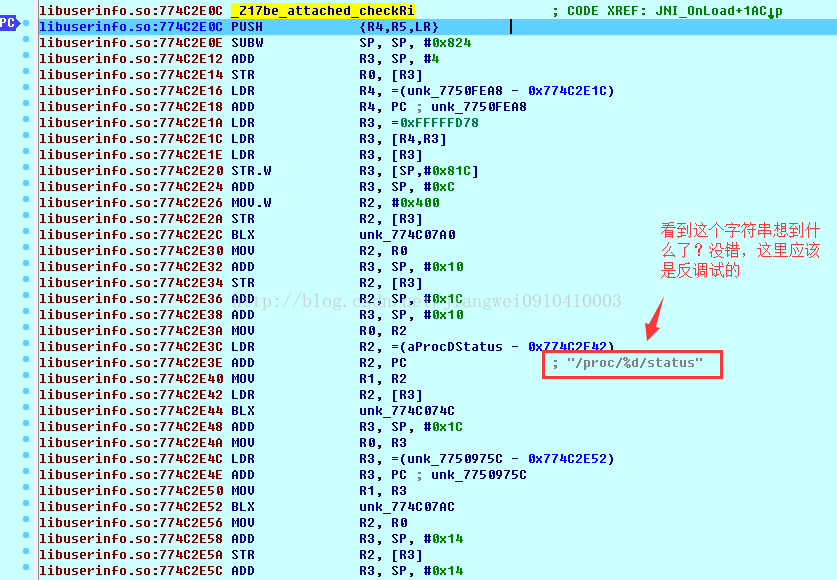 libuserinfo.so:774C2E0C _Z17be_attached_checkRi ; CODE XREF: JNI_OnLoad+1AC↓p
PC libuserinfo.so:774C2E0C PUSH {R4,R5,LR}
libuserinfo.so:774C2E0E SUBW SP, SP, #0x824
libuserinfo.so:774C2E12 ADD R3, SP, #4
libuserinfo.so:774C2E14 STR R0, [R3]
libuserinfo.so:774C2E16 LDR R4, =(unk_7750FEA8 - 0x774C2E1C)
libuserinfo.so:774C2E18 ADD R4, PC ; unk_7750FEA8
libuserinfo.so:774C2E1A LDR R3, =0xFFFFFD78
libuserinfo.so:774C2E1C LDR R3, [R4,R3]
libuserinfo.so:774C2E1E LDR R3, [R3]
libuserinfo.so:774C2E20 STR.W R3, [SP,#0x81C]
libuserinfo.so:774C2E24 ADD R3, SP, #0xC
libuserinfo.so:774C2E26 MOV.W R2, #0x400
libuserinfo.so:774C2E2A STR R2, [R3]
libuserinfo.so:774C2E2C BLX unk_774C07A0
libuserinfo.so:774C2E30 MOV R2, R0
libuserinfo.so:774C2E32 ADD R3, SP, #0x10
libuserinfo.so:774C2E34 STR R2, [R3]
libuserinfo.so:774C2E36 ADD R2, SP, #0x1C
libuserinfo.so:774C2E38 ADD R3, SP, #0x10
libuserinfo.so:774C2E3A MOV R0, R2
libuserinfo.so:774C2E3C LDR R2, =(aProcDStatus - 0x774C2E42)
libuserinfo.so:774C2E3E ADD R2, PC ; "/proc/%d/status"
libuserinfo.so:774C2E40 MOV R1, R2
libuserinfo.so:774C2E42 LDR R2, [R3]
libuserinfo.so:774C2E44 BLX unk_774C074C
libuserinfo.so:774C2E48 ADD R3, SP, #0x1C
libuserinfo.so:774C2E4A MOV R0, R3
libuserinfo.so:774C2E4C LDR R3, =(unk_7750975C - 0x774C2E52)
libuserinfo.so:774C2E4E ADD R3, PC ; unk_7750975C
libuserinfo.so:774C2E50 MOV R1, R3
libuserinfo.so:774C2E52 BLX unk_774C07AC
libuserinfo.so:774C2E56 MOV R2, R0
libuserinfo.so:774C2E58 ADD R3, SP, #0x14
libuserinfo.so:774C2E5A STR R2, [R3]
libuserinfo.so:774C2E5C ADD R3, SP, #0x14
看到这个字符串想到什
么了？没错，这里应该
是反调试的